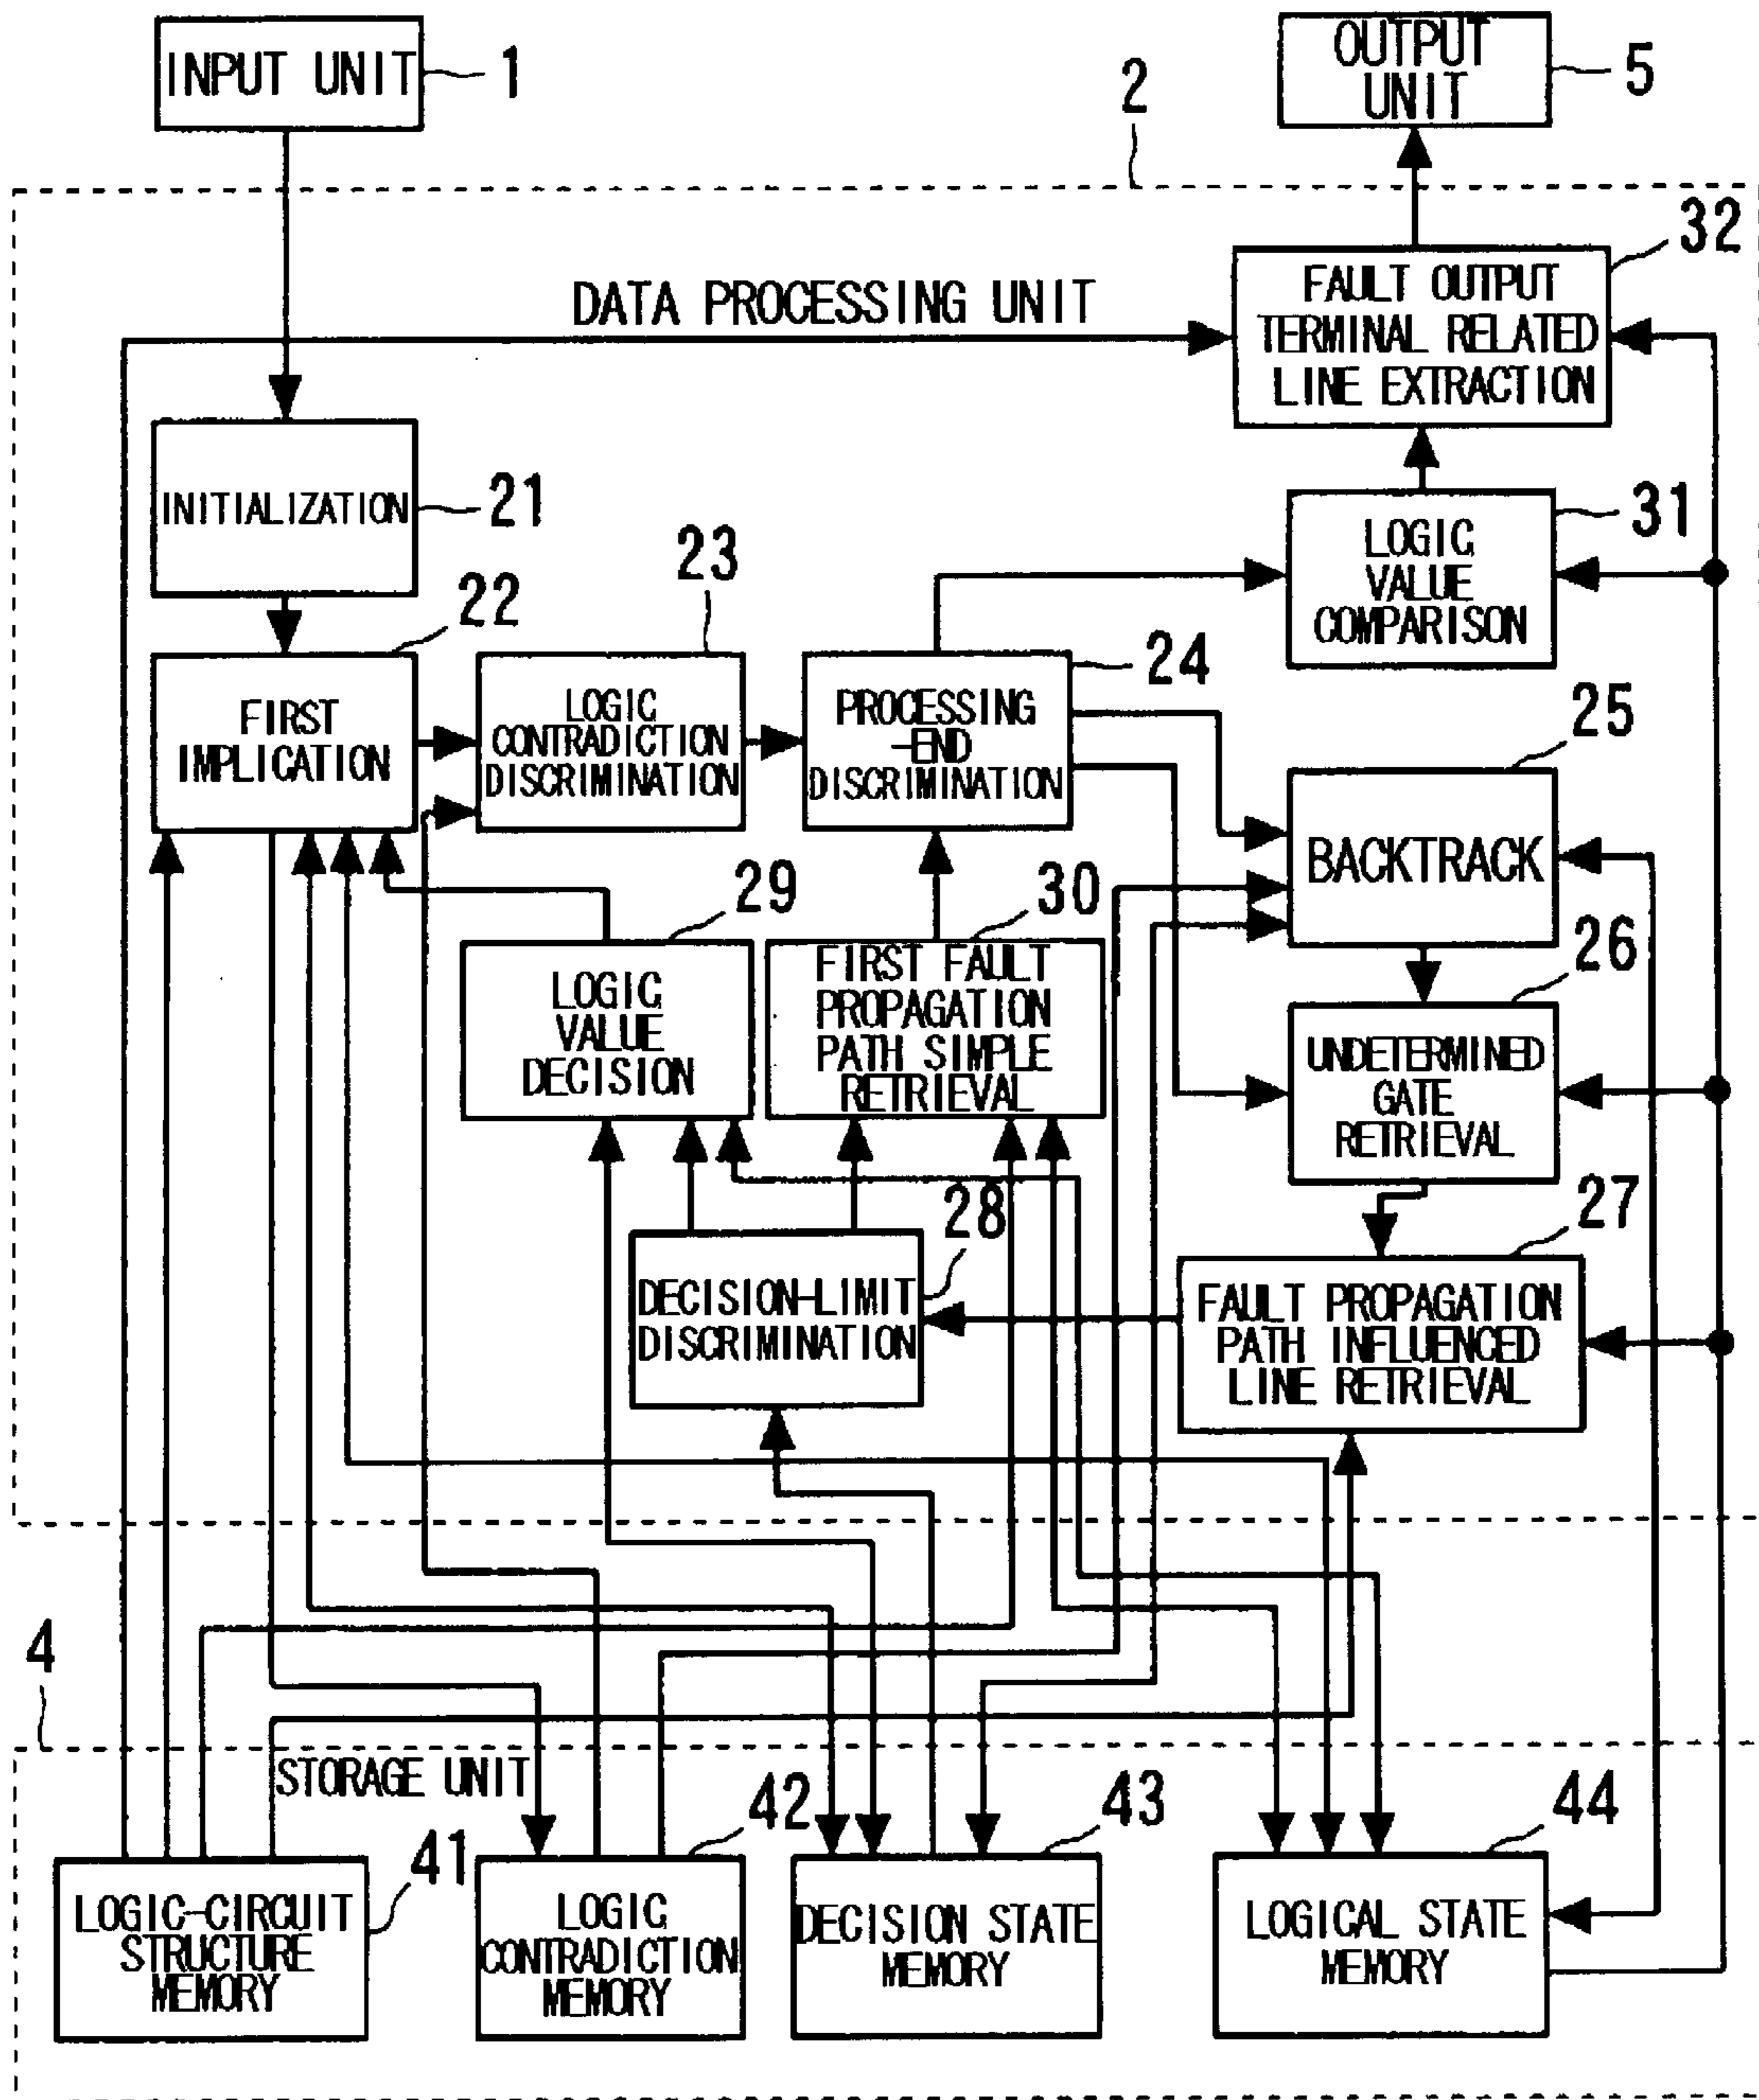 INPUT UNIT
1
OUTPUT
UNIT
5
2
32
DATA PROCESSING UNIT
FAULT OUTPUT
TERMINAL RELATED
LINE EXTRACTION
INITIALIZATION
21
31
LOGIC
VALUE
COMPARISON
22
23
24
FIRST
IMPLICATION
LOGIC
CONTRADICTION
DISCRIMINATION
PROCESSING
-END
DISCRIMINATION
25
BACKTRACK
29
30
26
LOGIC
VALUE
DECISION
FIRST FAULT
PROPAGATION
PATH SIMPLE
RETRIEVAL
UNDETERMINED
GATE
RETRIEVAL
28
27
DECISION-LIMIT
DISCRIMINATION
FAULT PROPAGATION
PATH INFLUENCED
LINE RETRIEVAL
4
STORAGE UNIT
41
42
43
44
LOGIC-CIRCUIT
STRUCTURE
MEMORY
LOGIC
CONTRADICTION
MEMORY
DECISION STATE
MEMORY
LOGICAL STATE
MEMORY